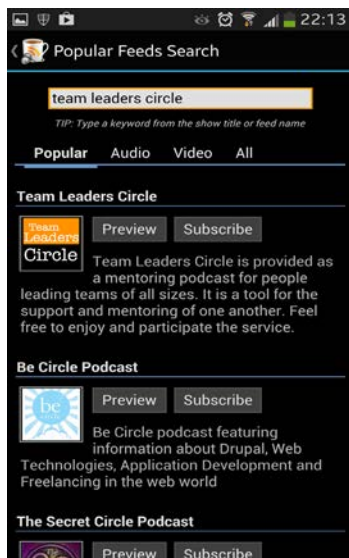 22:13
Popular Feeds Search
team leaders circle
TIP: Type a keyword from the show title or feed name
Popular Audio Video All
Team Leaders Circle
Team
Leaders
Circle
Preview Subscribe
Team Leaders Circle is provided as
a mentoring podcast for people
leading teams of all sizes. It is a tool for the
support and mentoring of one another. Feel
free to enjoy and participate the service.
Be Circle Podcast
be
circle
Preview Subscribe
Be Circle podcast featuring
information about Drupal, Web
Technologies, Application Development and
Freelancing in the web world
The Secret Circle Podcast
Preview Subscribe